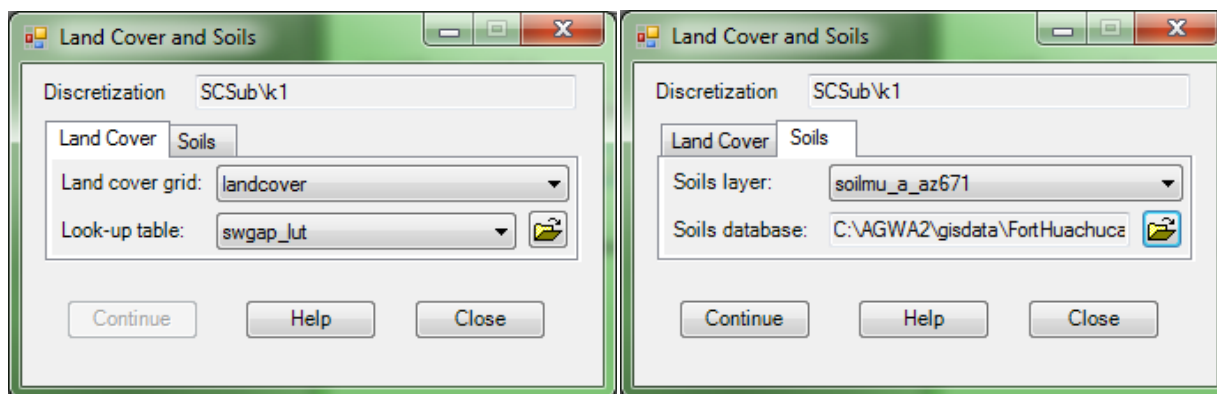 Land Cover and Soils
Discretization SCSub\k1
Land Cover Soils
Land cover grid: landcover
Look-up table: swgap_lut
Continue Help Close
Land Cover and Soils
Discretization SCSub\k1
Land Cover Soils
Soils layer: soilmu_a_az671
Soils database: C:\AGWA2\gisdata\FortHuachuca
Continue Help Close